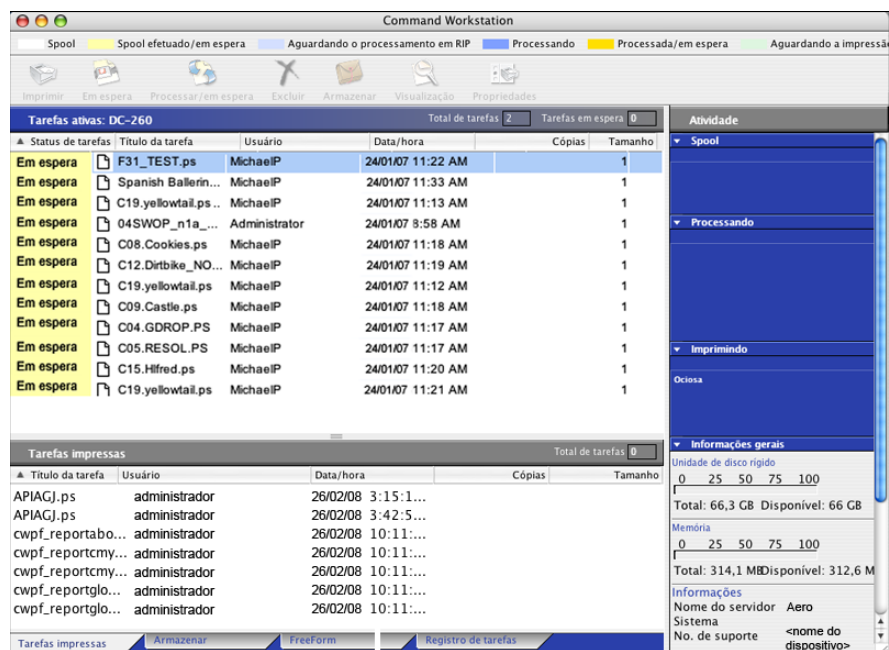 Command Workstation
Spool Spool efetuado/em espera Aguardando o processamento em RIP Processando Processada/em espera Aguardando a impressã
Imprimir Em espera Processar/em espera Excluir Armazenar Visualização Propriedades
Tarefas ativas: DC-260 Total de tarefas 2 Tarefas em espera 0
Status de tarefas Título da tarefa Usuário Data/hora Cópias Tamanho
Em espera F31_TEST.ps MichaelP 24/01/07 11:22 AM 1
Em espera Spanish Ballerin... MichaelP 24/01/07 11:33 AM 1
Em espera C19.yellowtail.ps .. MichaelP 24/01/07 11:13 AM 1
Em espera 04SWOP_n1a_... Administrator 24/01/07 8:58 AM 1
Em espera C08.Cookies.ps MichaelP 24/01/07 11:18 AM 1
Em espera C12.Dirtbike_NO... MichaelP 24/01/07 11:19 AM 1
Em espera C19.yellowtail.ps MichaelP 24/01/07 11:12 AM 1
Em espera C09.Castle.ps MichaelP 24/01/07 11:18 AM 1
Em espera C04.GDROP.PS MichaelP 24/01/07 11:17 AM 1
Em espera C05.RESOL.PS MichaelP 24/01/07 11:17 AM 1
Em espera C15.Hlfred.ps MichaelP 24/01/07 11:20 AM 1
Em espera C19.yellowtail.ps MichaelP 24/01/07 11:21 AM 1
Tarefas impressas Total de tarefas 0
Título da tarefa Usuário Data/hora Cópias Tamanho
APIAGJ.ps administrador 26/02/08 3:15:1...
APIAGJ.ps administrador 26/02/08 3:42:5...
cwpf_reportabo... administrador 26/02/08 10:11:...
cwpf_reportcmy... administrador 26/02/08 10:11:...
cwpf_reportcmy... administrador 26/02/08 10:11:...
cwpf_reportglo... administrador 26/02/08 10:11:...
cwpf_reportglo... administrador 26/02/08 10:11:...
Tarefas impressas Armazenar FreeForm Registro de tarefas
Atividade
Spool
Processando
Imprimindo
Ociosa
Informações gerais
Unidade de disco rígido
0 25 50 75 100
Total: 66,3 GB Disponível: 66 GB
Memória
0 25 50 75 100
Total: 314,1 MB Disponível: 312,6 M
Informações
Nome do servidor Aero
Sistema
No. de suporte <nome do
dispositivo>